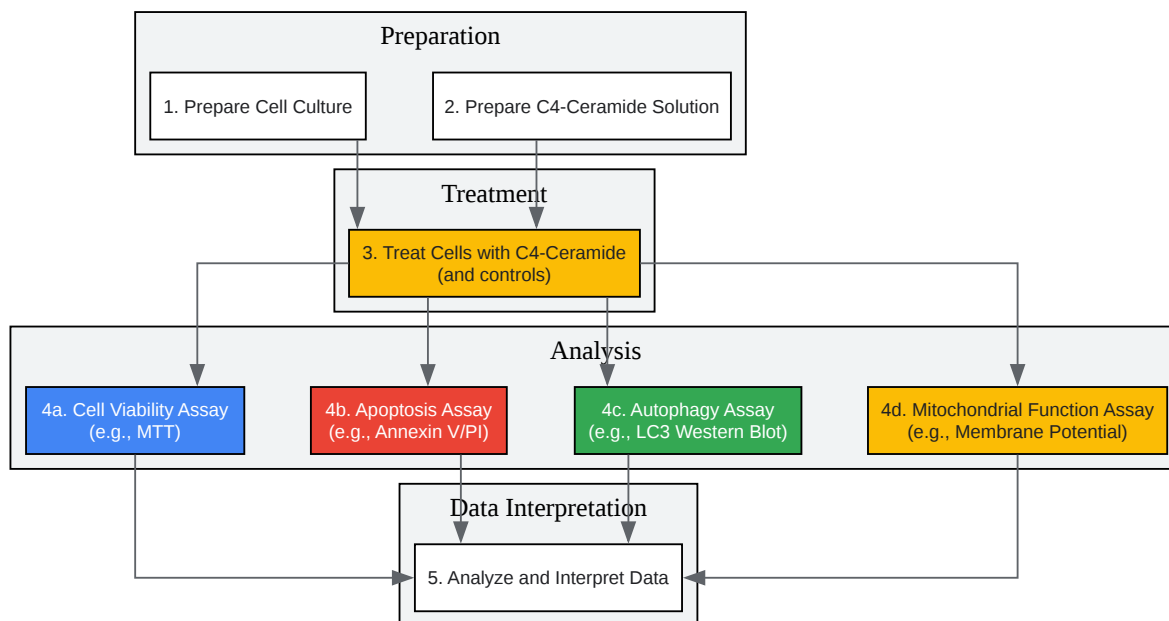 Preparation
1. Prepare Cell Culture
2. Prepare C4-Ceramide Solution
Treatment
3. Treat Cells with C4-Ceramide
(and controls)
Analysis
4a. Cell Viability Assay
(e.g., MTT)
4b. Apoptosis Assay
(e.g., Annexin V/PI)
4c. Autophagy Assay
(e.g., LC3 Western Blot)
4d. Mitochondrial Function Assay
(e.g., Membrane Potential)
Data Interpretation
5. Analyze and Interpret Data